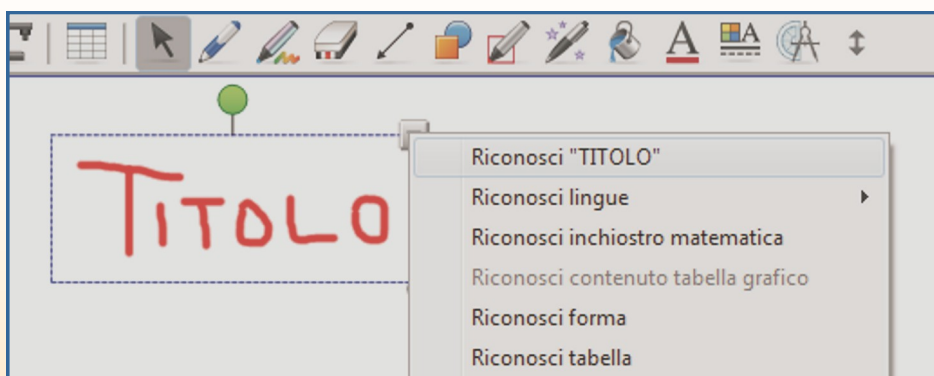 TITOLO
Riconosci "TITOLO"
Riconosci lingue
Riconosci inchiostro matematica
Riconosci contenuto tabella grafico
Riconosci forma
Riconosci tabella